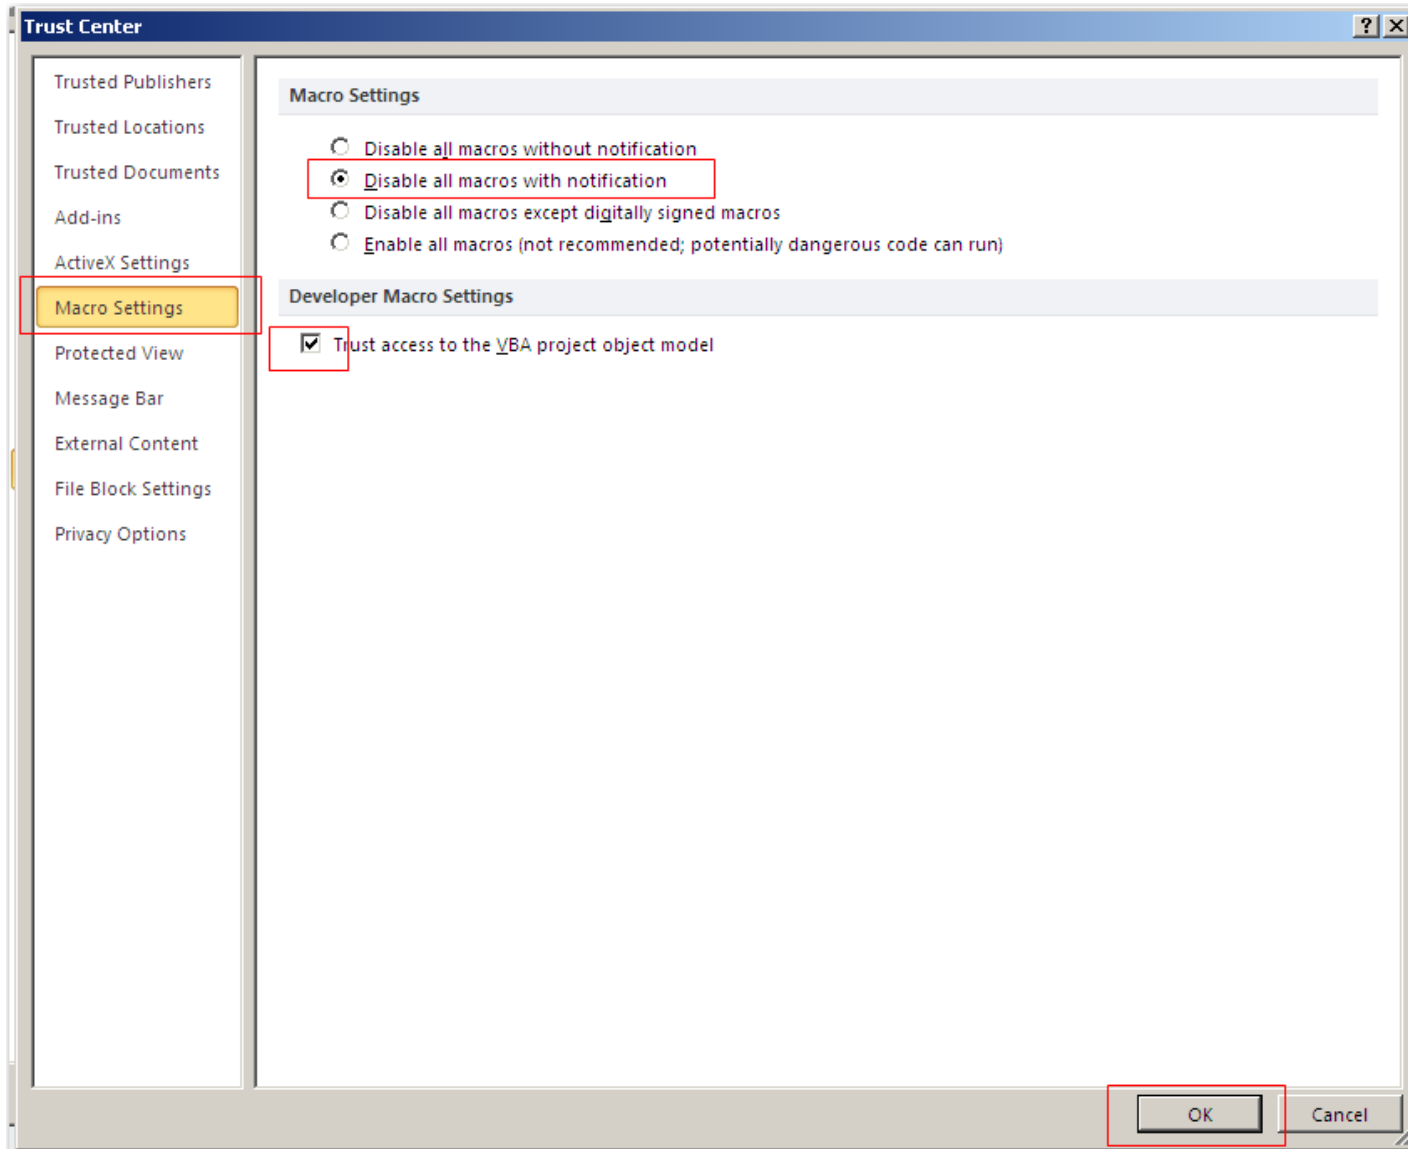 Trust Center
Trusted Publishers
Trusted Locations
Trusted Documents
Add-ins
ActiveX Settings
Macro Settings
Protected View
Message Bar
External Content
File Block Settings
Privacy Options
Macro Settings
Disable all macros without notification
Disable all macros with notification
Disable all macros except digitally signed macros
Enable all macros (not recommended; potentially dangerous code can run)
Developer Macro Settings
Trust access to the VBA project object model
OK
Cancel